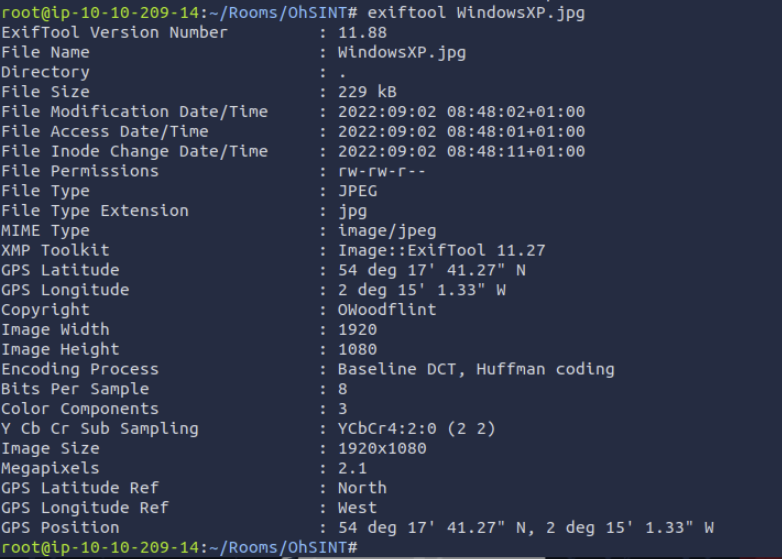 root@ip-10-10-209-14:~/Rooms/OhSINT# exiftool WindowsXP.jpg
ExifTool Version Number : 11.88
File Name : WindowsXP.jpg
Directory : .
File Size : 229 kB
File Modification Date/Time : 2022:09:02 08:48:02+01:00
File Access Date/Time : 2022:09:02 08:48:01+01:00
File Inode Change Date/Time : 2022:09:02 08:48:11+01:00
File Permissions : rw-rw-r--
File Type : JPEG
File Type Extension : jpg
MIME Type : image/jpeg
XMP Toolkit : Image::ExifTool 11.27
GPS Latitude : 54 deg 17' 41.27" N
GPS Longitude : 2 deg 15' 1.33" W
Copyright : OWoodflint
Image Width : 1920
Image Height : 1080
Encoding Process : Baseline DCT, Huffman coding
Bits Per Sample : 8
Color Components : 3
Y Cb Cr Sub Sampling : YCbCr4:2:0 (2 2)
Image Size : 1920x1080
Megapixels : 2.1
GPS Latitude Ref : North
GPS Longitude Ref : West
GPS Position : 54 deg 17' 41.27" N, 2 deg 15' 1.33" W
root@ip-10-10-209-14:~/Rooms/OhSINT#